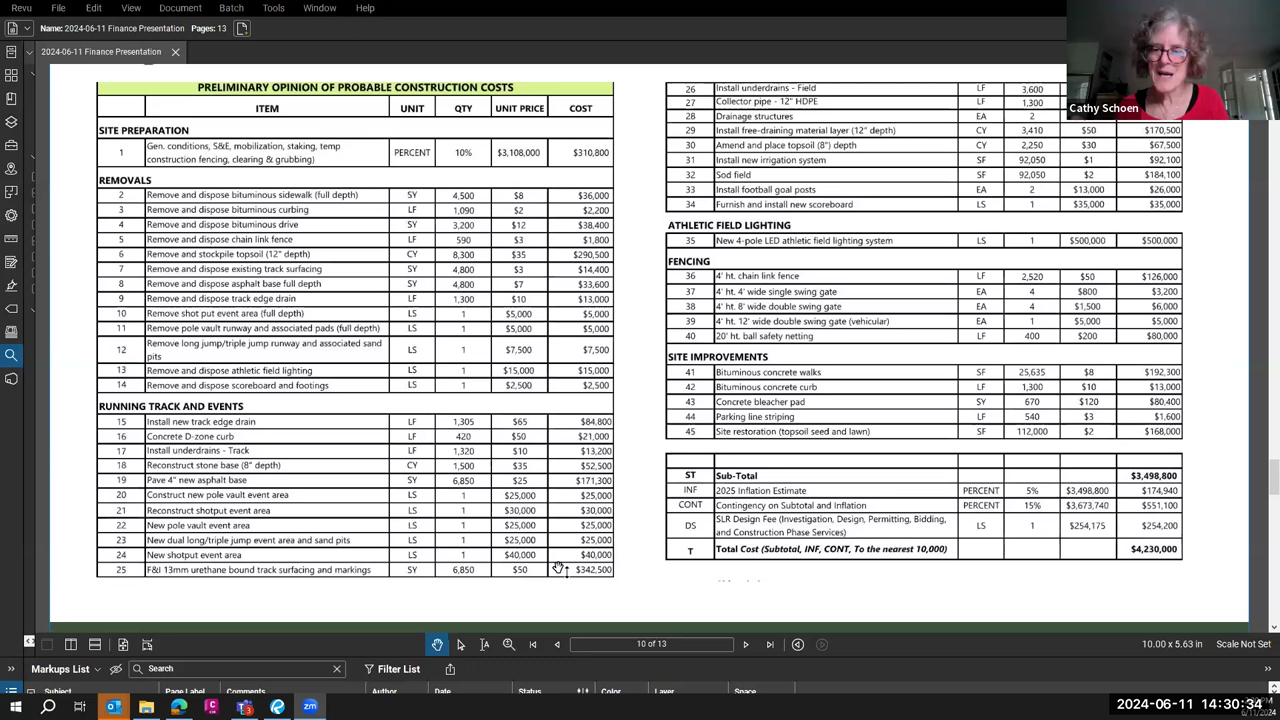 Revu File Edit View Document Batch Tools Window Help
Name: 2024-06-11 Finance Presentation Pages: 13
2024-06-11 Finance Presentation
Cathy Schoen
PRELIMINARY OPINION OF PROBABLE CONSTRUCTION COSTS
ITEM UNIT QTY UNIT PRICE COST
SITE PREPARATION
1 Gen. conditions, S&E, mobilization, staking, temp construction fencing, clearing & grubbing) PERCENT 10% $3,108,000 $310,800
REMOVALS
2 Remove and dispose bituminous sidewalk (full depth) SY 4,500 $8 $36,000
3 Remove and dispose bituminous curbing LF 1,090 $2 $2,200
4 Remove and dispose bituminous drive SY 3,200 $12 $38,400
5 Remove and dispose chain link fence LF 590 $3 $1,800
6 Remove and stockpile topsoil (12" depth) CY 8,300 $35 $290,500
7 Remove and dispose existing track surfacing SY 4,800 $3 $14,400
8 Remove and dispose asphalt base full depth SY 4,800 $7 $33,600
9 Remove and dispose track edge drain LF 1,300 $10 $13,000
10 Remove shot put event area (full depth) LS 1 $5,000 $5,000
11 Remove pole vault runway and associated pads (full depth) LS 1 $5,000 $5,000
12 Remove long jump/triple jump runway and associated sand pits LS 1 $7,500 $7,500
13 Remove and dispose athletic field lighting LS 1 $15,000 $15,000
14 Remove and dispose scoreboard and footings LS 1 $2,500 $2,500
RUNNING TRACK AND EVENTS
15 Install new track edge drain LF 1,305 $65 $84,800
16 Concrete D-zone curb LF 420 $50 $21,000
17 Install underdrains - Track LF 1,320 $10 $13,200
18 Reconstruct stone base (8" depth) CY 1,500 $35 $52,500
19 Pave 4" new asphalt base SY 6,850 $25 $171,300
20 Construct new pole vault event area LS 1 $25,000 $25,000
21 Reconstruct shotput event area LS 1 $30,000 $30,000
22 New pole vault event area LS 1 $25,000 $25,000
23 New dual long/triple jump event area and sand pits LS 1 $25,000 $25,000
24 New shotput event area LS 1 $40,000 $40,000
25 F&I 13mm urethane bound track surfacing and markings SY 6,850 $50 $342,500
26 Install underdrains - Field LF 3,600
27 Collector pipe - 12" HDPE LF 1,300
28 Drainage structures EA 2
29 Install free-draining material layer (12" depth) CY 3,410 $50 $170,500
30 Amend and place topsoil (8") depth CY 2,250 $30 $67,500
31 Install new irrigation system SF 92,050 $1 $92,100
32 Sod field SF 92,050 $2 $184,100
33 Install football goal posts EA 2 $13,000 $26,000
34 Furnish and install new scoreboard LS 1 $35,000 $35,000
ATHLETIC FIELD LIGHTING
35 New 4-pole LED athletic field lighting system LS 1 $500,000 $500,000
FENCING
36 4' ht. chain link fence LF 2,520 $50 $126,000
37 4' ht. 4' wide single swing gate EA 4 $800 $3,200
38 4' ht. 8' wide double swing gate EA 4 $1,500 $6,000
39 4' ht. 12' wide double swing gate (vehicular) EA 1 $5,000 $5,000
40 20' ht. ball safety netting LF 400 $200 $80,000
SITE IMPROVEMENTS
41 Bituminous concrete walks SF 25,635 $8 $192,300
42 Bituminous concrete curb LF 1,300 $10 $13,000
43 Concrete bleacher pad SY 670 $120 $80,400
44 Parking line striping LF 540 $3 $1,600
45 Site restoration (topsoil seed and lawn) SF 112,000 $2 $168,000
ST Sub-Total $3,498,800
INF 2025 Inflation Estimate PERCENT 5% $3,498,800 $174,940
CONT Contingency on Subtotal and Inflation PERCENT 15% $3,673,740 $551,100
DS SLR Design Fee (Investigation, Design, Permitting, Bidding, and Construction Phase Services) LS 1 $254,175 $254,200
T Total Cost (Subtotal, INF, CONT, To the nearest 10,000) $4,230,000
10 of 13
10.00 x 5.63 in Scale Not Set
Markups List Search Filter List
Subject Page Label Comments Author Date Status Color Layer Space
2024-06-11 14:30:34